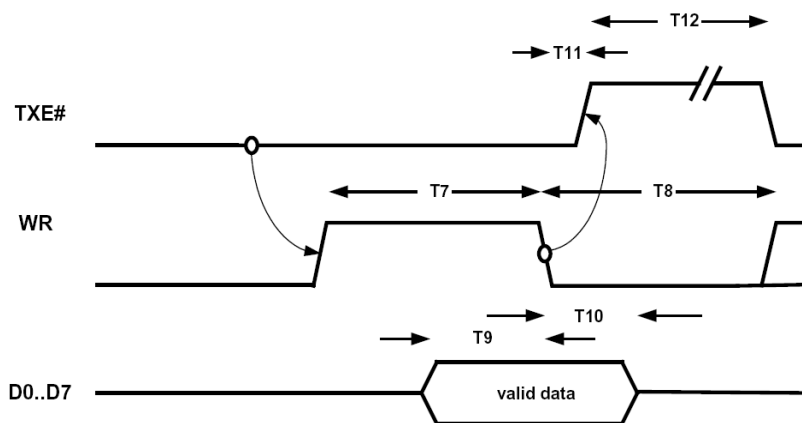 T12
T11
TXE#
T7
T8
WR
T10
T9
D0..D7
valid data